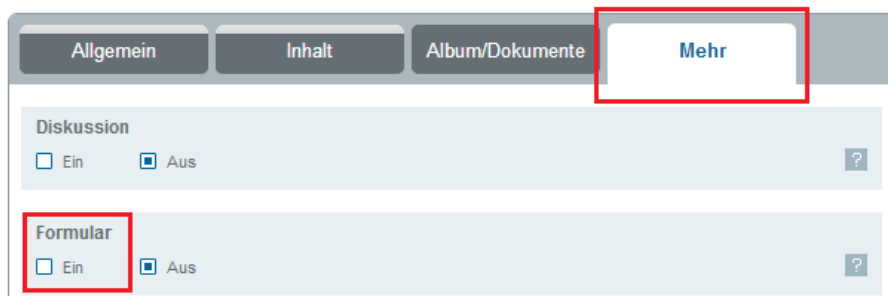 Allgemein Inhalt Album/Dokumente Mehr
Diskussion
Ein Aus ?
Formular
Ein Aus ?